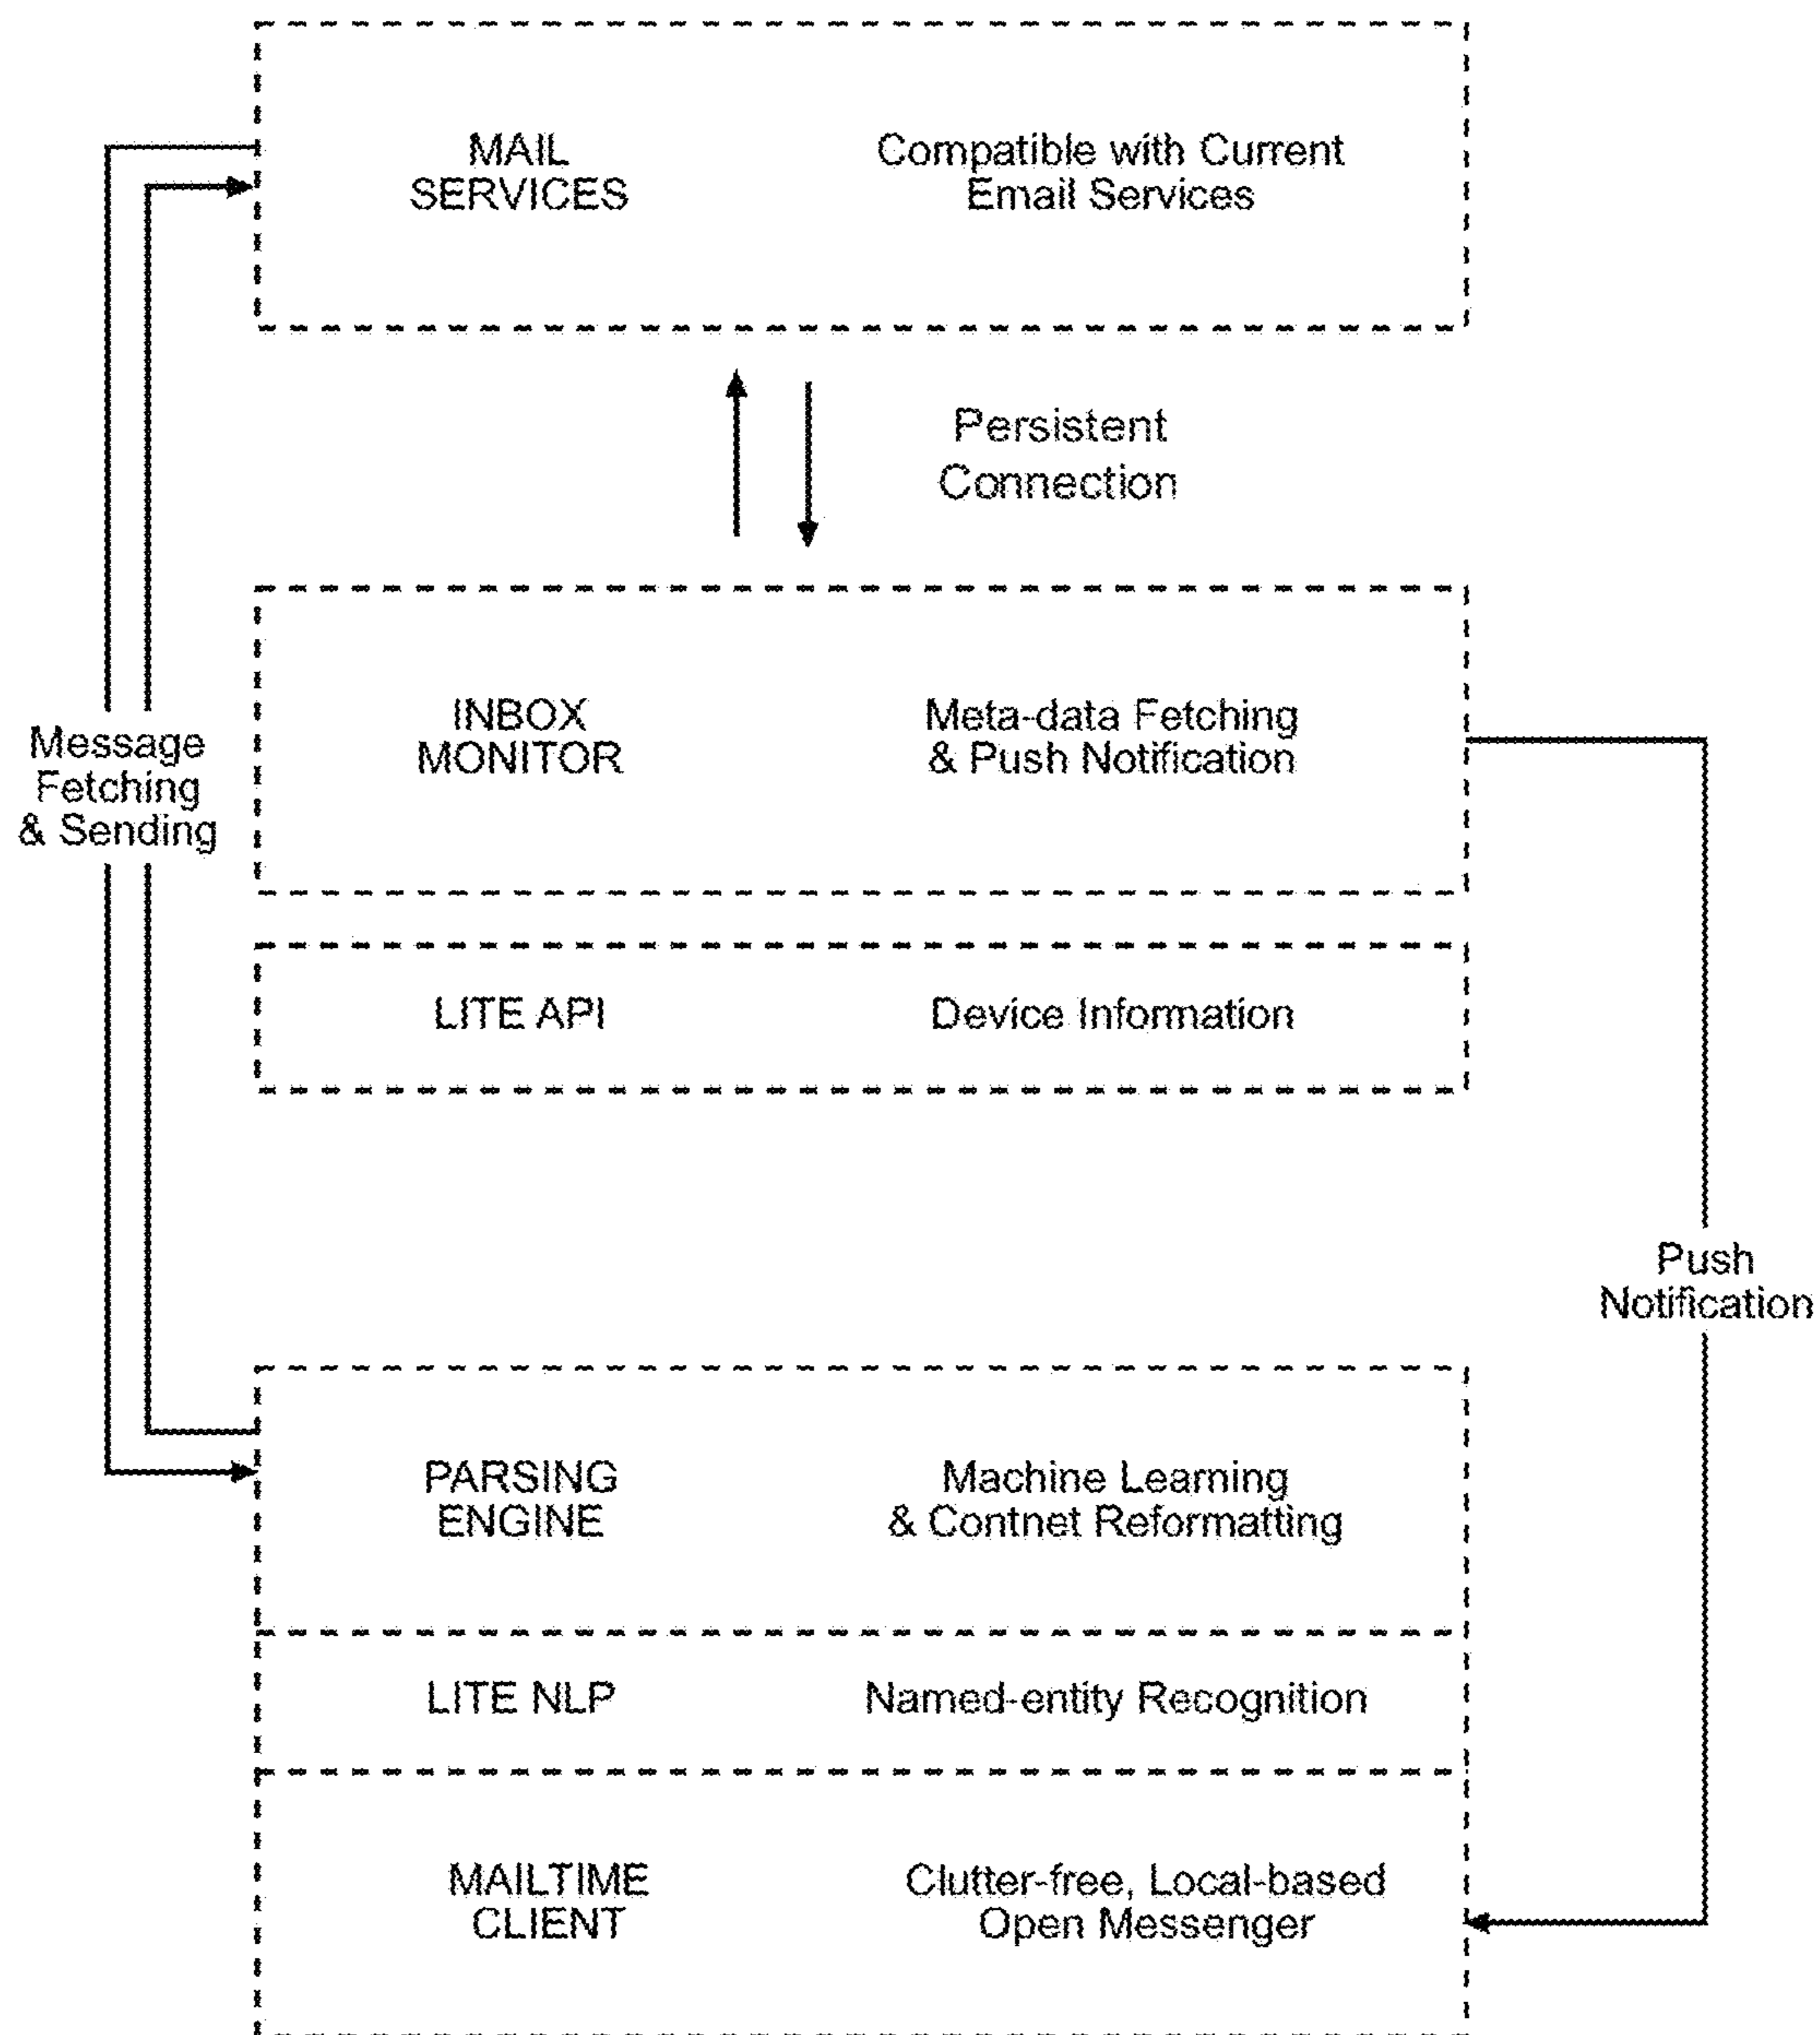 MAIL
SERVICES
Compatible with Current
Email Services
Persistent
Connection
INBOX
MONITOR
Meta-data Fetching
& Push Notification
Message
Fetching
& Sending
LITE API
Device Information
Push
Notification
PARSING
ENGINE
Machine Learning
& Contnet Reformatting
LITE NLP
Named-entity Recognition
MAILTIME
CLIENT
Clutter-free, Local-based
Open Messenger